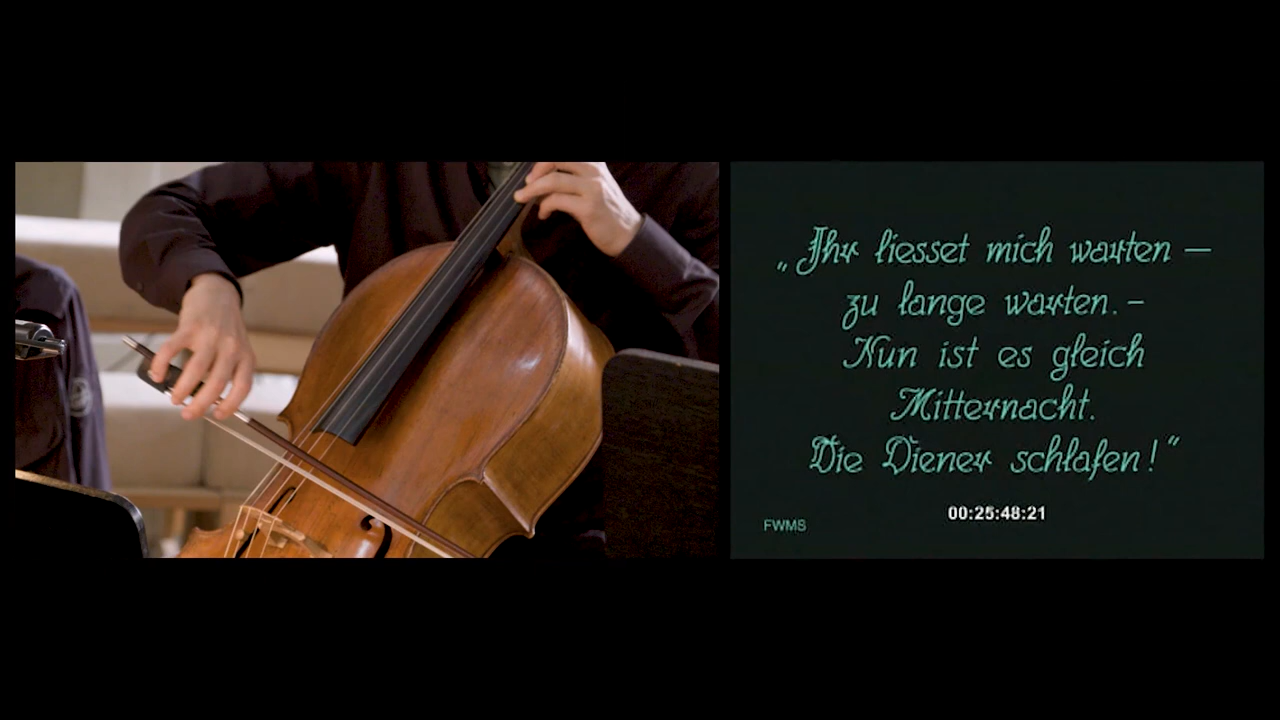 „Ihr liesset mich warten —
zu lange warten. –
Nun ist es gleich
Mitternacht.
Die Diener schlafen!“
00:25:48:21
FWMS